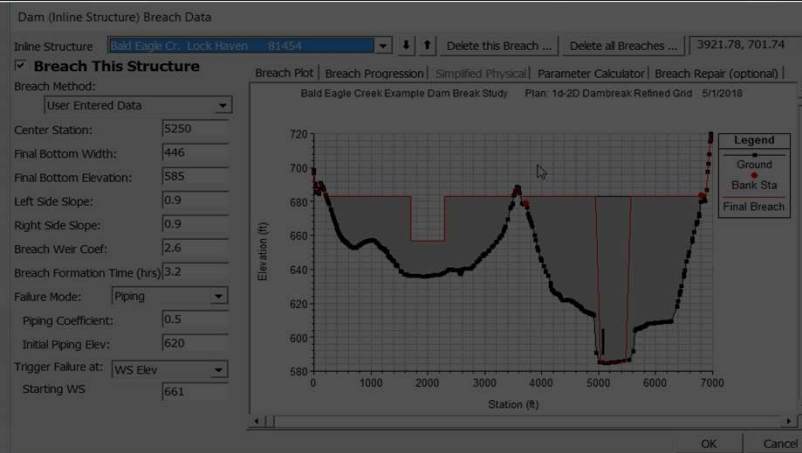 Dam (Inline Structure) Breach Data
Inline Structure Bald Eagle Cr. Lock Haven 81454 Delete this Breach ... Delete all Breaches ... 3921.78, 701.74
Breach This Structure
Breach Method:
User Entered Data
Center Station: 5250
Final Bottom Width: 446
Final Bottom Elevation: 585
Left Side Slope: 0.9
Right Side Slope: 0.9
Breach Weir Coef: 2.6
Breach Formation Time (hrs) 3.2
Failure Mode: Piping
Piping Coefficient: 0.5
Initial Piping Elev: 620
Trigger Failure at: WS Elev
Starting WS 661
Breach Plot Breach Progression Simplified Physical Parameter Calculator Breach Repair (optional)
Bald Eagle Creek Example Dam Break Study Plan: 1d-2D Dambreak Refined Grid 5/1/2018
720
700
680
660
640
620
600
580
Elevation (ft)
0 1000 2000 3000 4000 5000 6000 7000
Station (ft)
Legend
Ground
Bank Sta
Final Breach
OK Cancel